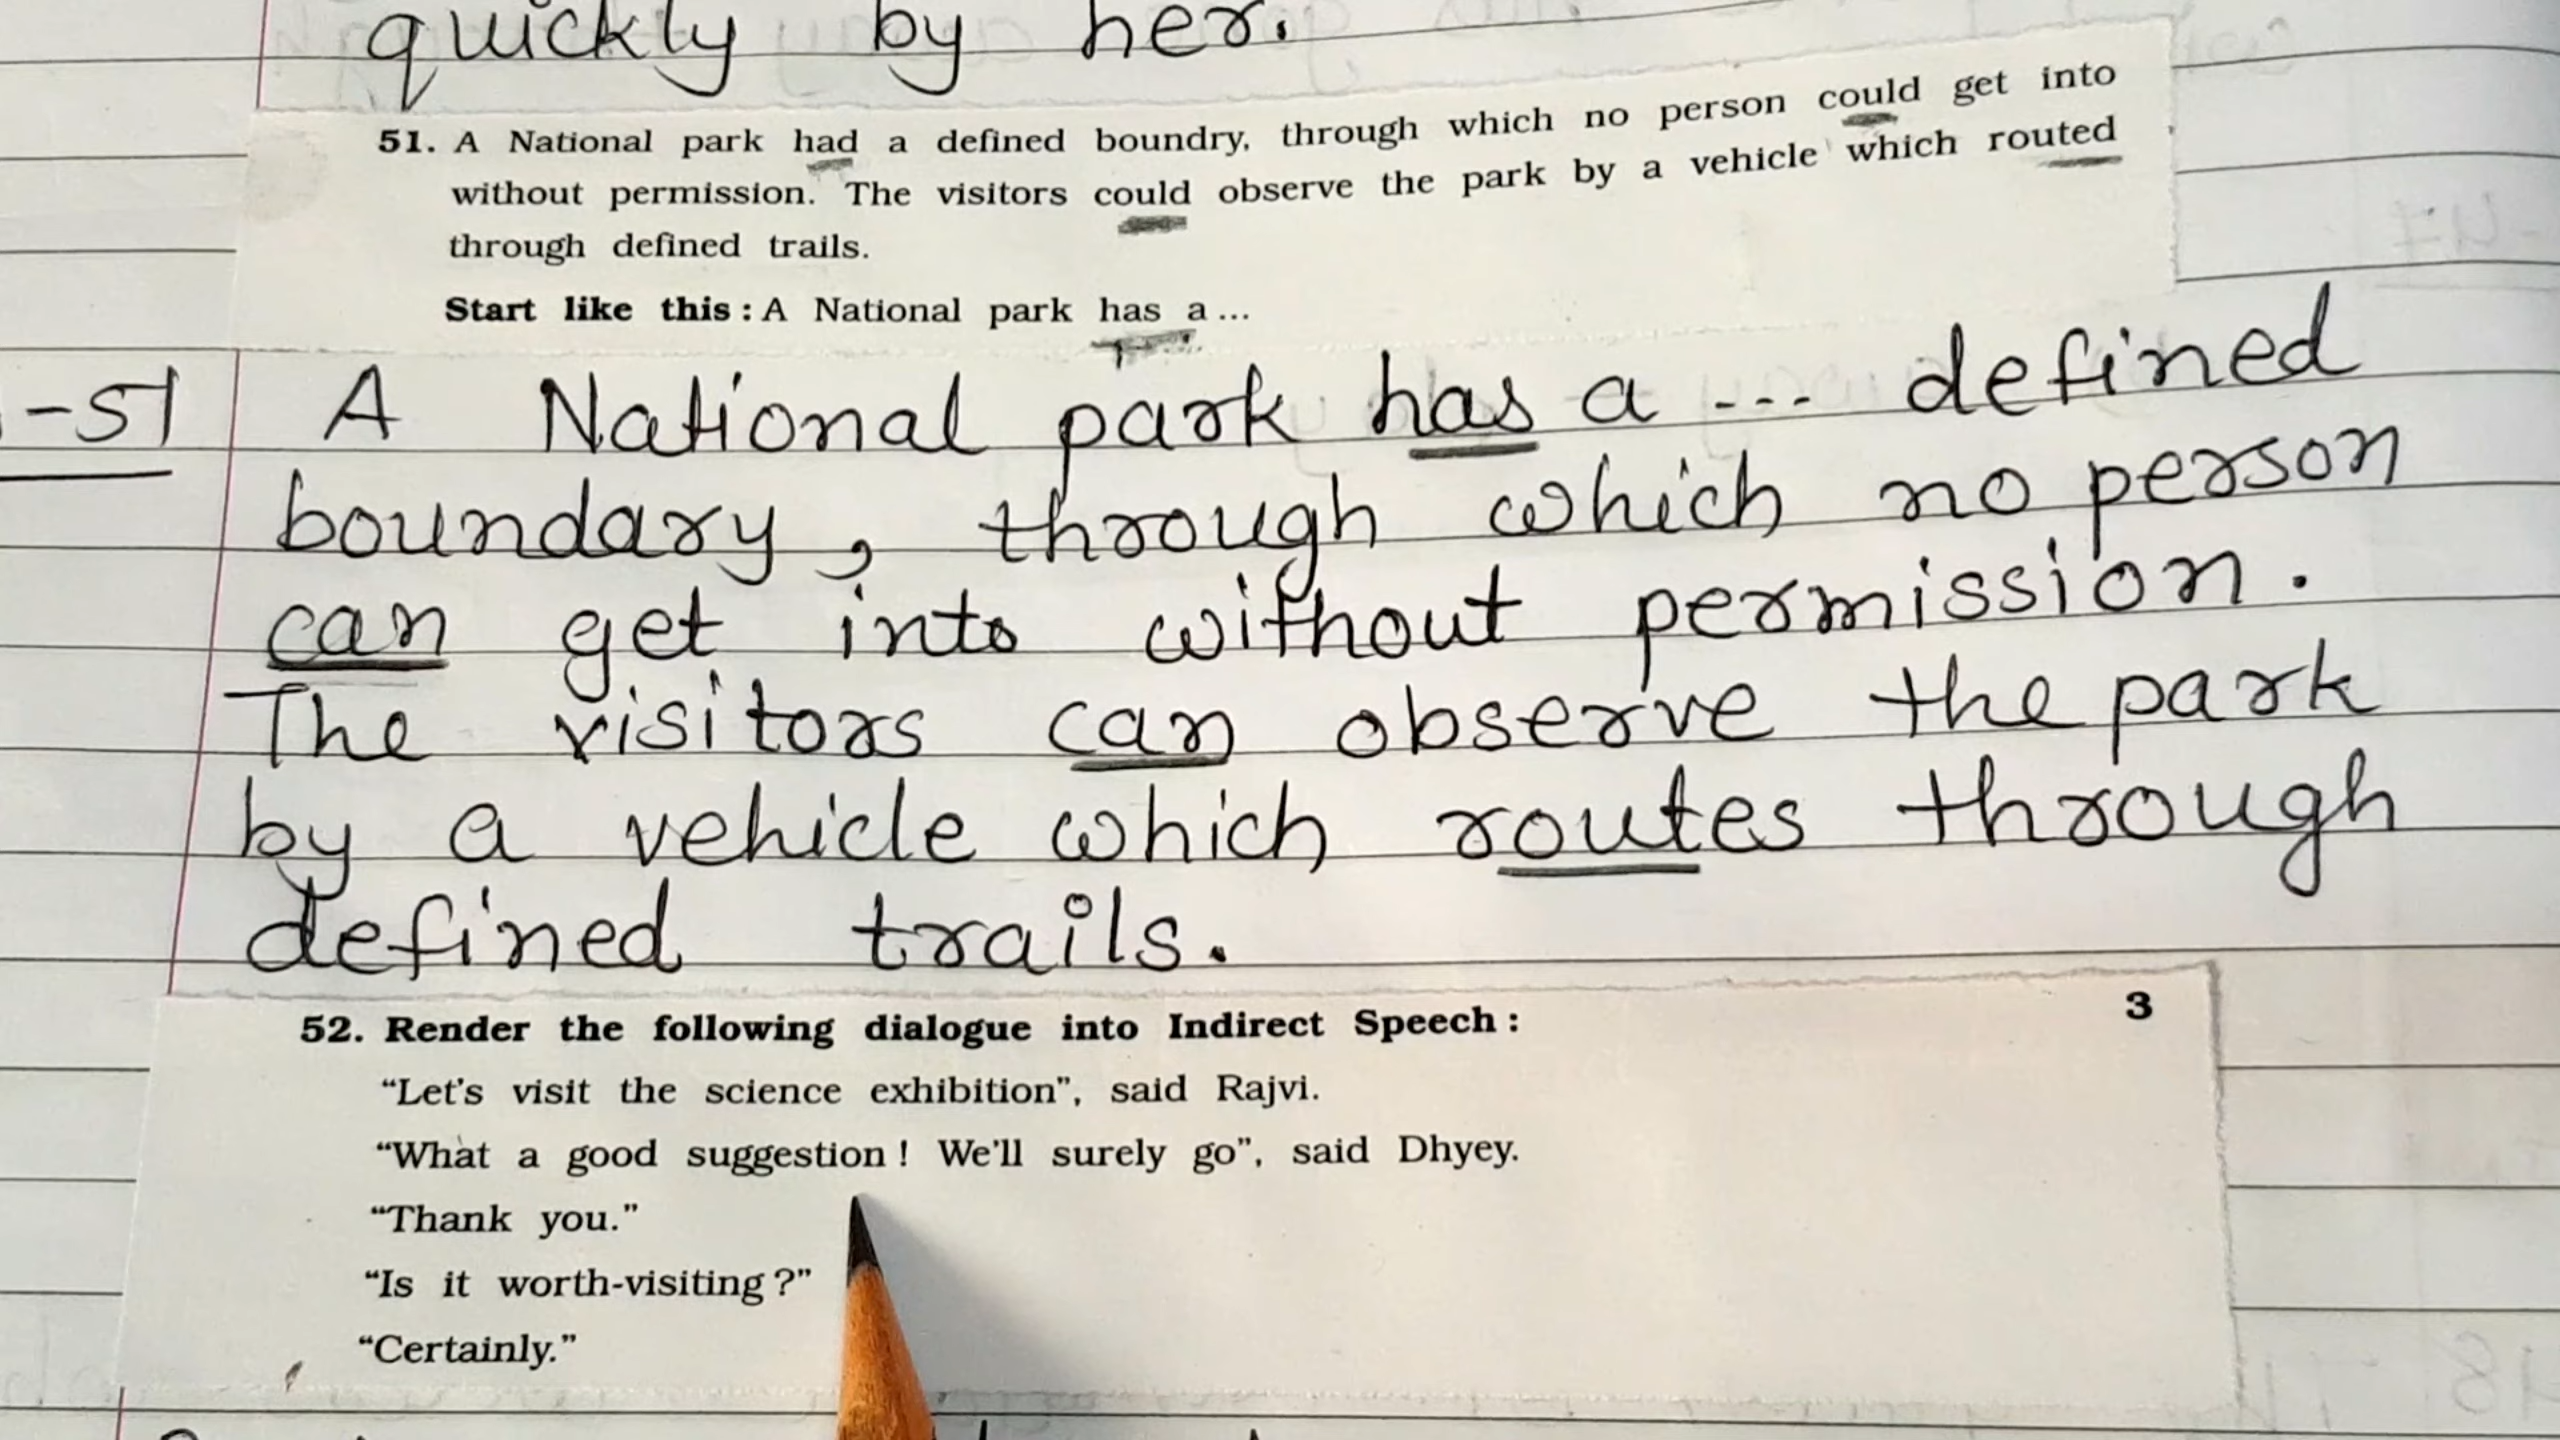 quickly by her.
51. A National park had a defined boundry, through which no person could get into
without permission. The visitors could observe the park by a vehicle which routed
through defined trails.
Start like this : A National park has a ...
-51 A National park has a --- defined
boundary, through which no person
can get into without permission.
The visitors can observe the park
by a vehicle which routes through
defined trails.
52. Render the following dialogue into Indirect Speech : 3
“Let's visit the science exhibition”, said Rajvi.
“What a good suggestion ! We'll surely go”, said Dhyey.
“Thank you.”
“Is it worth-visiting ?”
“Certainly.”